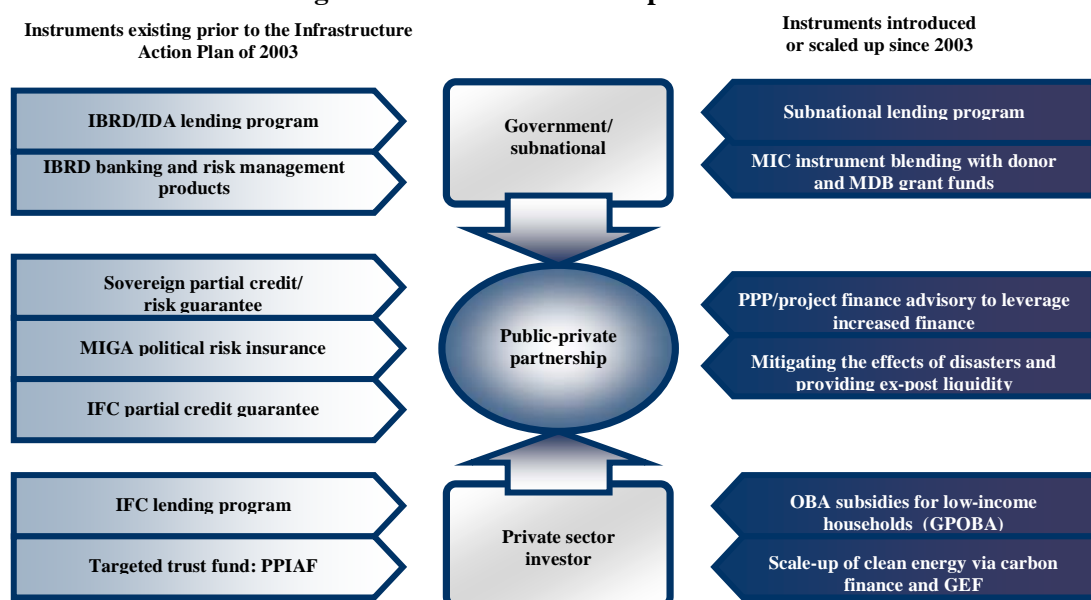 Instruments existing prior to the Infrastructure
Action Plan of 2003
IBRD/IDA lending program
IBRD banking and risk management
products
Sovereign partial credit/
risk guarantee
MIGA political risk insurance
IFC partial credit guarantee
IFC lending program
Targeted trust fund: PPIAF
Government/
subnational
Public-private
partnership
Private sector
investor
Instruments introduced
or scaled up since 2003
Subnational lending program
MIC instrument blending with donor
and MDB grant funds
PPP/project finance advisory to leverage
increased finance
Mitigating the effects of disasters and
providing ex-post liquidity
OBA subsidies for low-income
households (GPOBA)
Scale-up of clean energy via carbon
finance and GEF